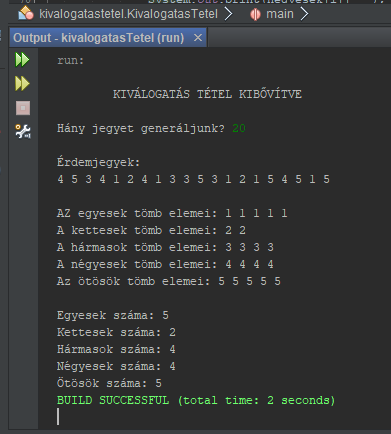 kivalogatastetel.KivalogatasTetel > main >
Output - kivalogatasTetel (run) ×
run:
KIVÁLOGATÁS TÉTEL KIBŐVÍTVE
Hány jegyet generáljunk? 20
Érdemjegyek:
4 5 3 4 1 2 4 1 3 3 5 3 1 2 1 5 4 5 1 5
AZ egyesek tömb elemei: 1 1 1 1 1
A kettesek tömb elemei: 2 2
A hármasok tömb elemei: 3 3 3 3
A négyesek tömb elemei: 4 4 4 4
Az ötösök tömb elemei: 5 5 5 5 5
Egyesek száma: 5
Kettesek száma: 2
Hármasok száma: 4
Négyesek száma: 4
Ötösök száma: 5
BUILD SUCCESSFUL (total time: 2 seconds)